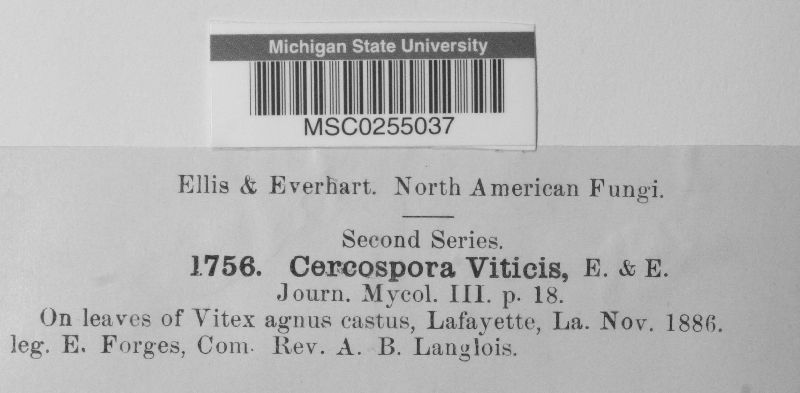 Michigan State University
MSC0255037
Ellis & Everhart. North American Fungi.
Second Series.
1756. Cercospora Viticis, E. & E.
Journ. Mycol. III. p. 18.
On leaves of Vitex agnus castus, Lafayette, La. Nov. 1886.
leg. E. Forges, Com. Rev. A. B. Langlois.